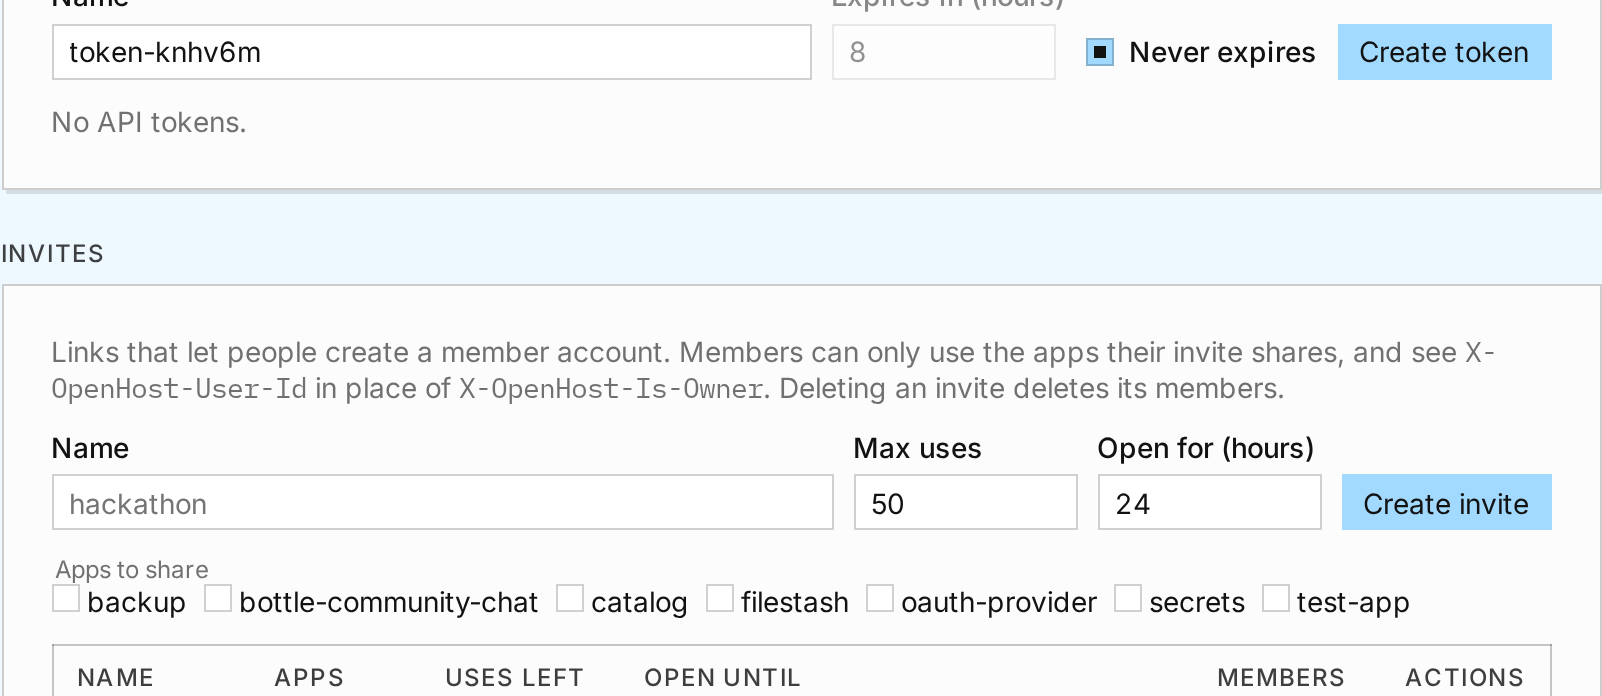 Name Expires in (hours)
token-knhv6m 8 Never expires Create token
No API tokens.
INVITES
Links that let people create a member account. Members can only use the apps their invite shares, and see X-
OpenHost-User-Id in place of X-OpenHost-Is-Owner. Deleting an invite deletes its members.
Name Max uses Open for (hours)
hackathon 50 24 Create invite
Apps to share
backup bottle-community-chat catalog filestash oauth-provider secrets test-app
NAME APPS USES LEFT OPEN UNTIL MEMBERS ACTIONS